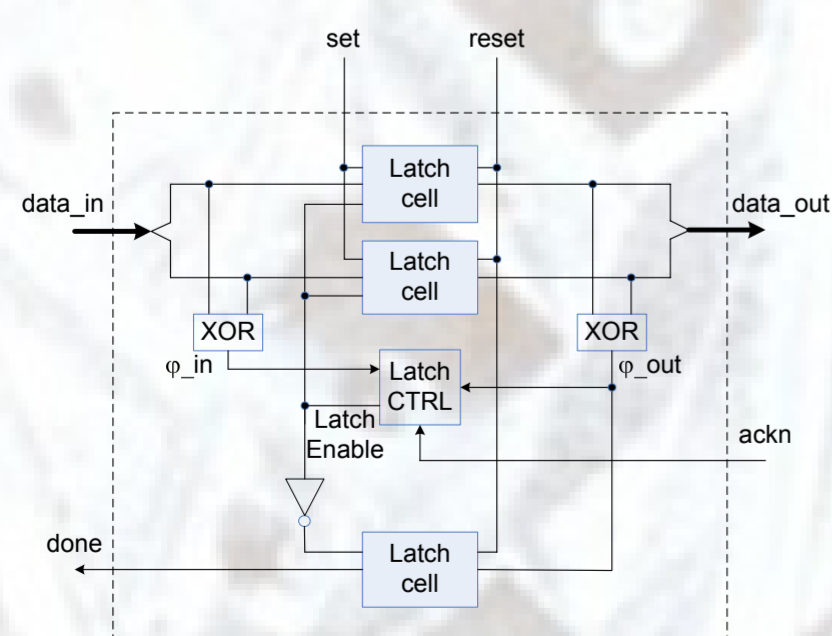 set
reset
Latch
cell
data_in
data_out
Latch
cell
XOR
XOR
φ_in
φ_out
Latch
CTRL
Latch
Enable
ackn
done
Latch
cell